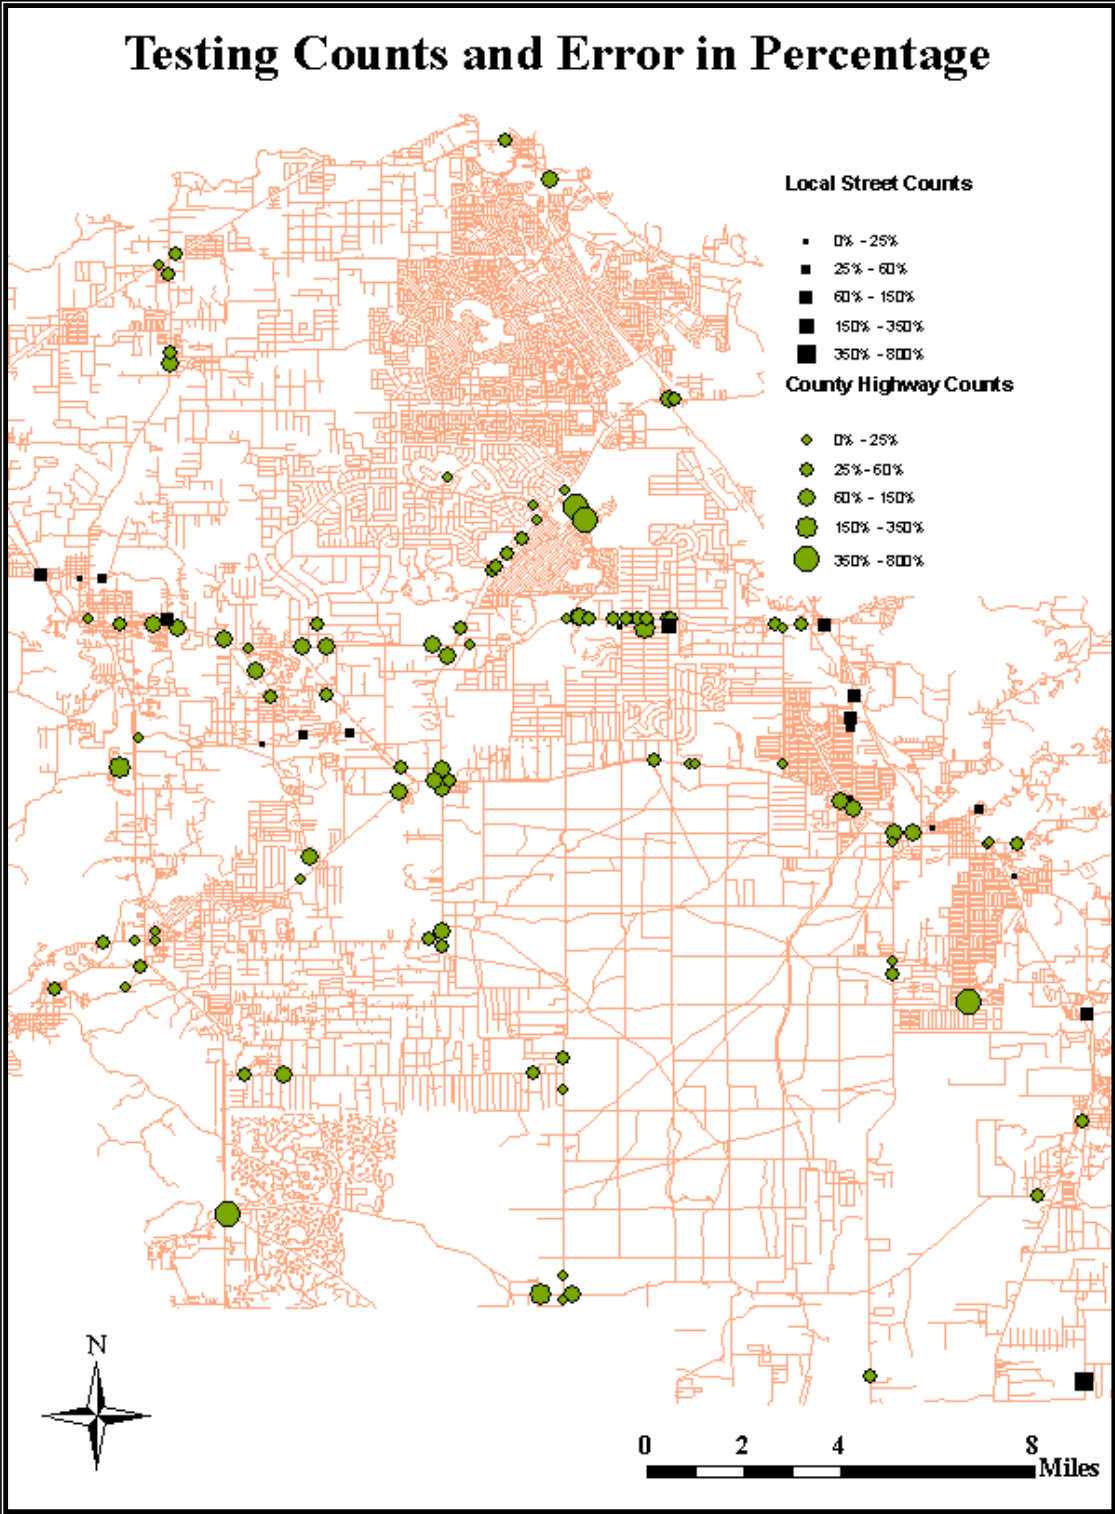 Testing Counts and Error in Percentage
Local Street Counts
0% - 25%
25% - 60%
60% - 150%
150% - 350%
350% - 800%
County Highway Counts
0% - 25%
25% - 60%
60% - 150%
150% - 350%
350% - 800%
N
0 2 4 8
Miles